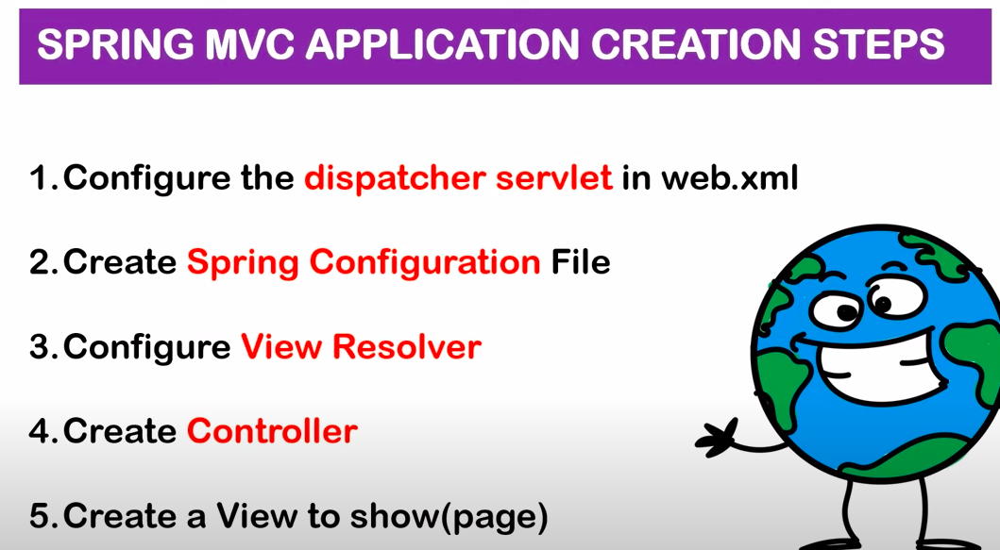 SPRING MVC APPLICATION CREATION STEPS
1. Configure the dispatcher servlet in web.xml
2. Create Spring Configuration File
3. Configure View Resolver
4. Create Controller
5. Create a View to show(page)